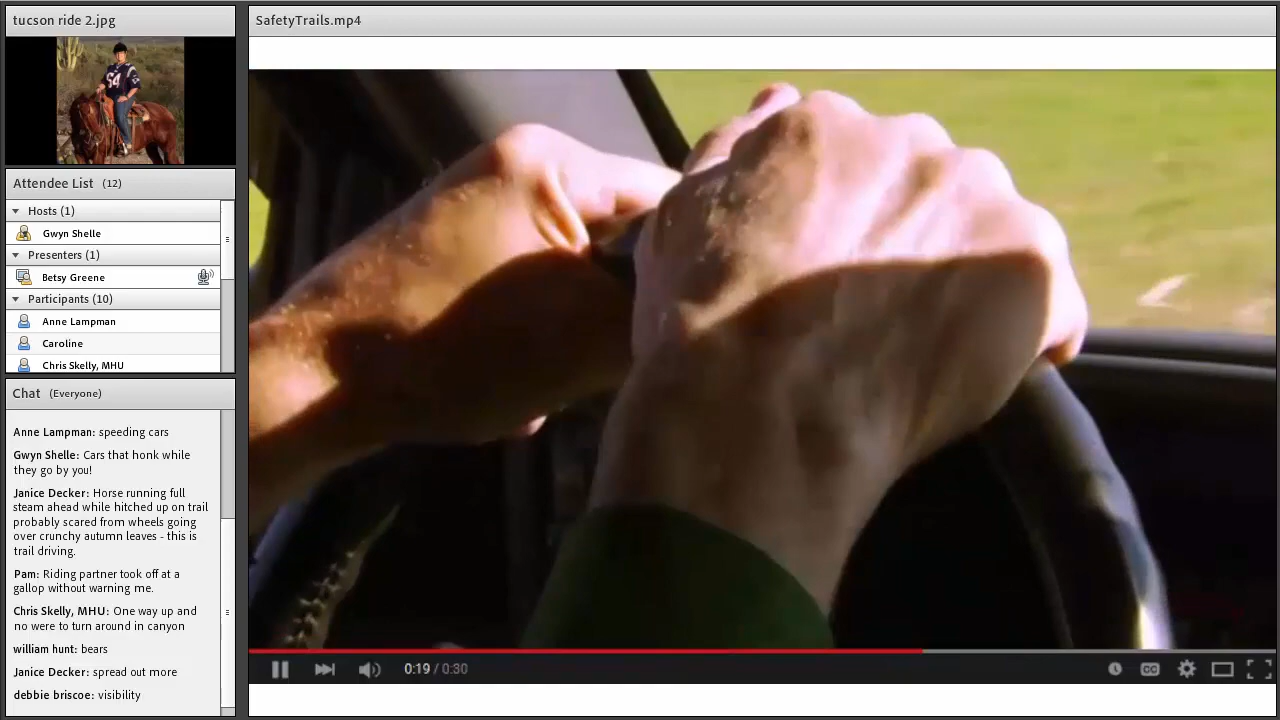 tucson ride 2.jpg
54
Attendee List (12)
Hosts (1)
Gwyn Shelle
Presenters (1)
Betsy Greene
Participants (10)
Anne Lampman
Caroline
Chris Skelly, MHU
Chat (Everyone)
Anne Lampman: speeding cars
Gwyn Shelle: Cars that honk while
they go by you!
Janice Decker: Horse running full
steam ahead while hitched up on trail
probably scared from wheels going
over crunchy autumn leaves - this is
trail driving.
Pam: Riding partner took off at a
gallop without warning me.
Chris Skelly, MHU: One way up and
no were to turn around in canyon
william hunt: bears
Janice Decker: spread out more
debbie briscoe: visibility
SafetyTrails.mp4
0:19 / 0:30
CC